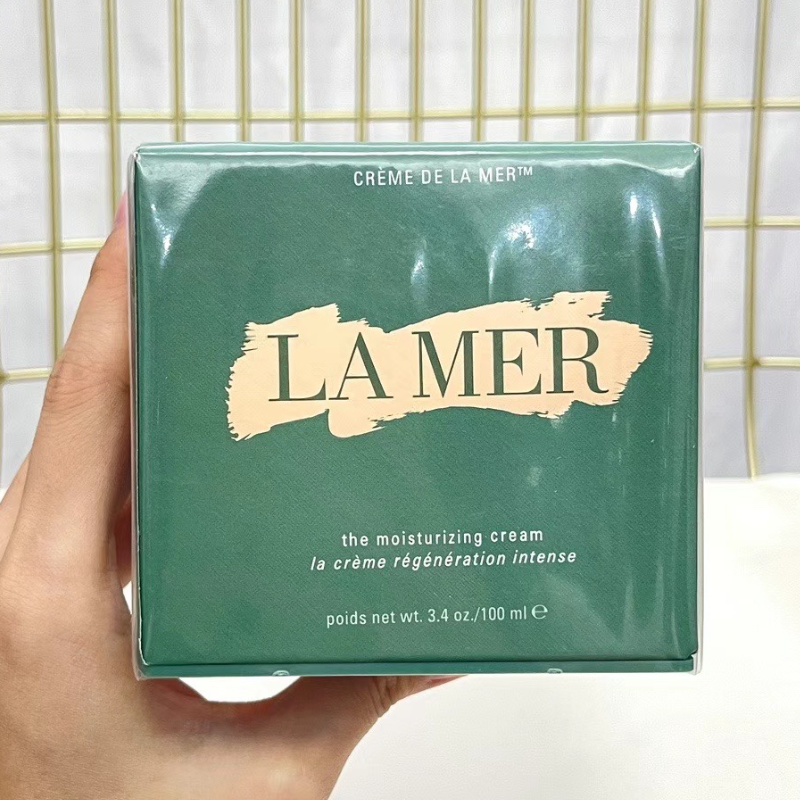 CRÈME DE LA MER™
LA MER
the moisturizing cream
la crème régénération intense
poids net wt. 3.4 oz./100 ml ℮